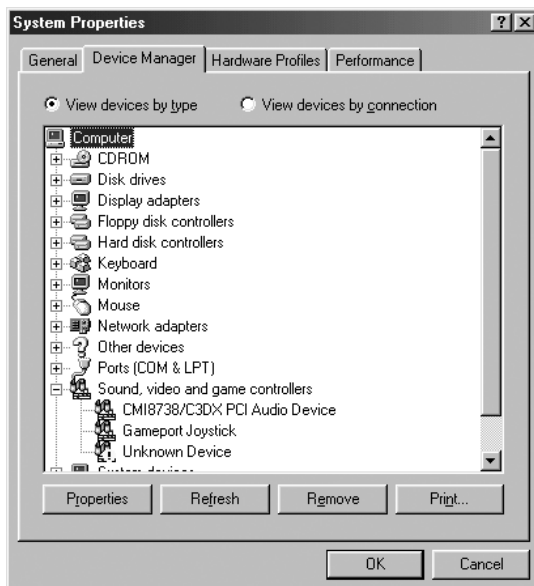 System Properties
General Device Manager Hardware Profiles Performance
View devices by type View devices by connection
Computer
CDROM
Disk drives
Display adapters
Floppy disk controllers
Hard disk controllers
Keyboard
Monitors
Mouse
Network adapters
Other devices
Ports (COM & LPT)
Sound, video and game controllers
CMI8738/C3DX PCI Audio Device
Gameport Joystick
Unknown Device
System devices
Properties Refresh Remove Print...
OK Cancel